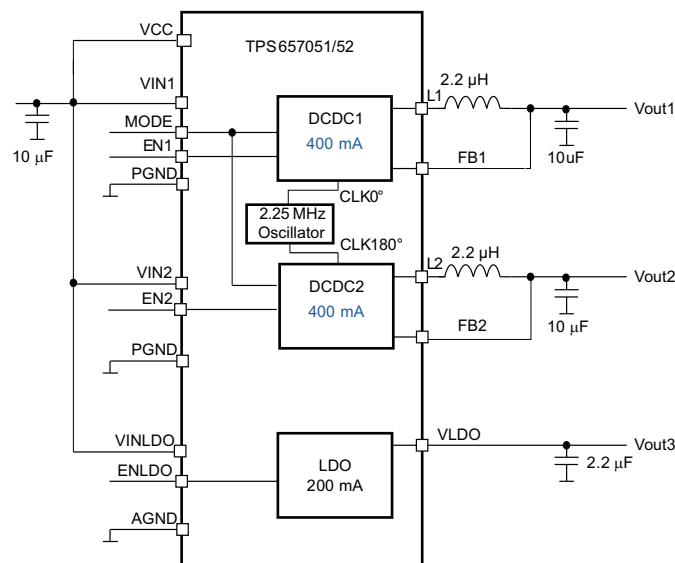 VCC
TPS657051/52
VIN1
L1
2.2 μH
Vout1
10 μF
MODE
DCDC1
400 mA
EN1
FB1
10uF
PGND
CLK0°
2.25 MHz
Oscillator
CLK180°
L2
2.2 μH
VIN2
Vout2
DCDC2
400 mA
EN2
FB2
10 μF
PGND
VINLDO
VLDO
Vout3
LDO
200 mA
ENLDO
2.2 μF
AGND